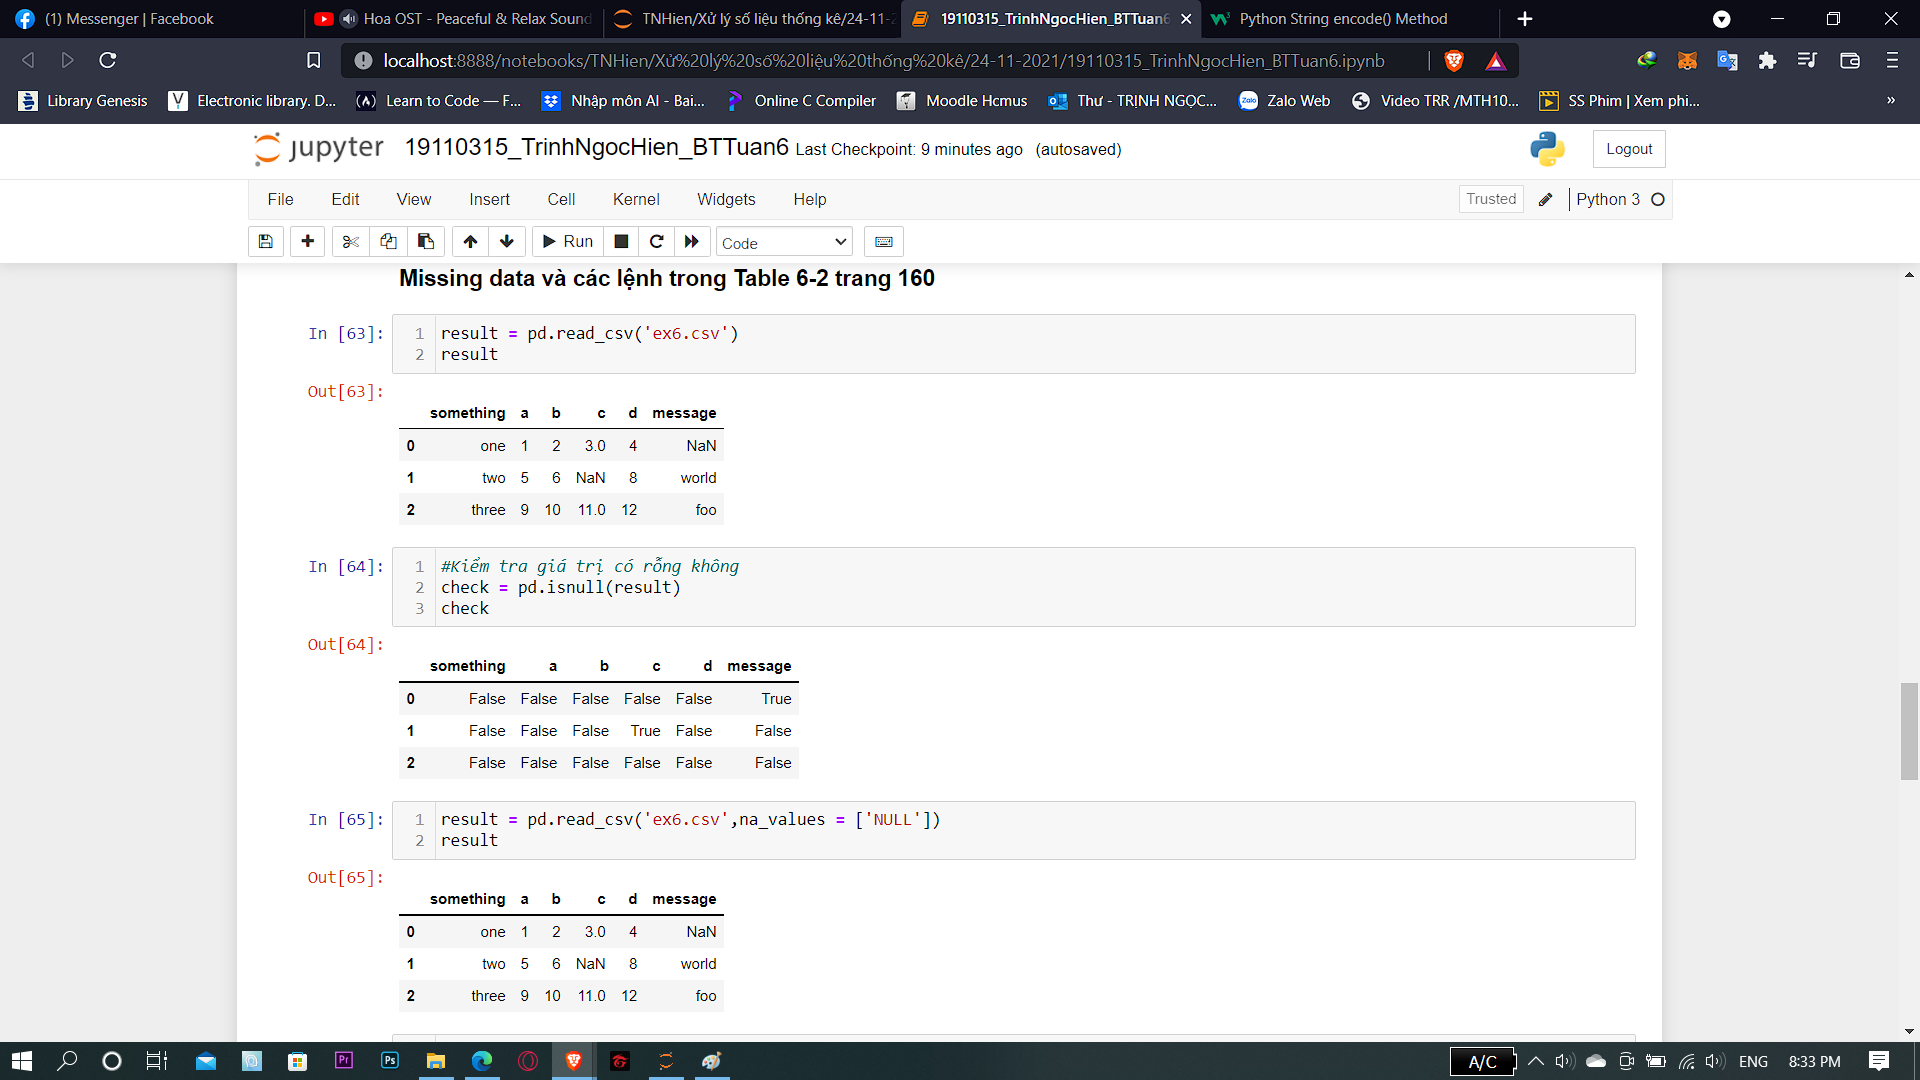 (1) Messenger | Facebook
Hoa OST - Peaceful & Relax Sound
TNHien/Xử lý số liệu thống kê/24-11-2
19110315_TrinhNgocHien_BTTuan6
Python String encode() Method
localhost:8888/notebooks/TNHien/Xử%20lý%20số%20liệu%20thống%20kê/24-11-2021/19110315_TrinhNgocHien_BTTuan6.ipynb
Library Genesis
Electronic library. D...
Learn to Code — F...
Nhập môn AI - Bai...
Online C Compiler
Moodle Hcmus
Thư - TRỊNH NGỌC...
Zalo Web
Video TRR /MTH10...
SS Phim | Xem phi...
»
jupyter 19110315_TrinhNgocHien_BTTuan6 Last Checkpoint: 9 minutes ago (autosaved)
Logout
File Edit View Insert Cell Kernel Widgets Help
Trusted
Python 3
Run
Code
Missing data và các lệnh trong Table 6-2 trang 160
In [63]:
1 result = pd.read_csv('ex6.csv')
2 result
Out[63]:
something a b c d message
0 one 1 2 3.0 4 NaN
1 two 5 6 NaN 8 world
2 three 9 10 11.0 12 foo
In [64]:
1 #Kiểm tra giá trị có rỗng không
2 check = pd.isnull(result)
3 check
Out[64]:
something a b c d message
0 False False False False False True
1 False False False True False False
2 False False False False False False
In [65]:
1 result = pd.read_csv('ex6.csv',na_values = ['NULL'])
2 result
Out[65]:
something a b c d message
0 one 1 2 3.0 4 NaN
1 two 5 6 NaN 8 world
2 three 9 10 11.0 12 foo
Pr
Ps
A/C
ENG
8:33 PM